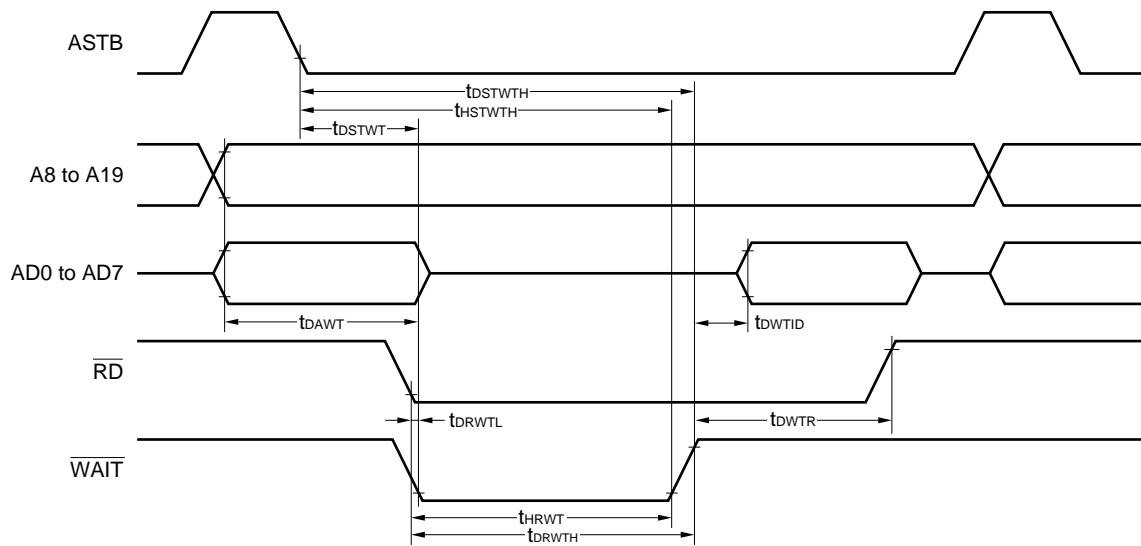 ASTB
tDSTWTH
tHSTWTH
tDSTWT
A8 to A19
AD0 to AD7
tDAWT
tDWTID
RD
tDRWTL
tDWTR
WAIT
tHRWT
tDRWTH